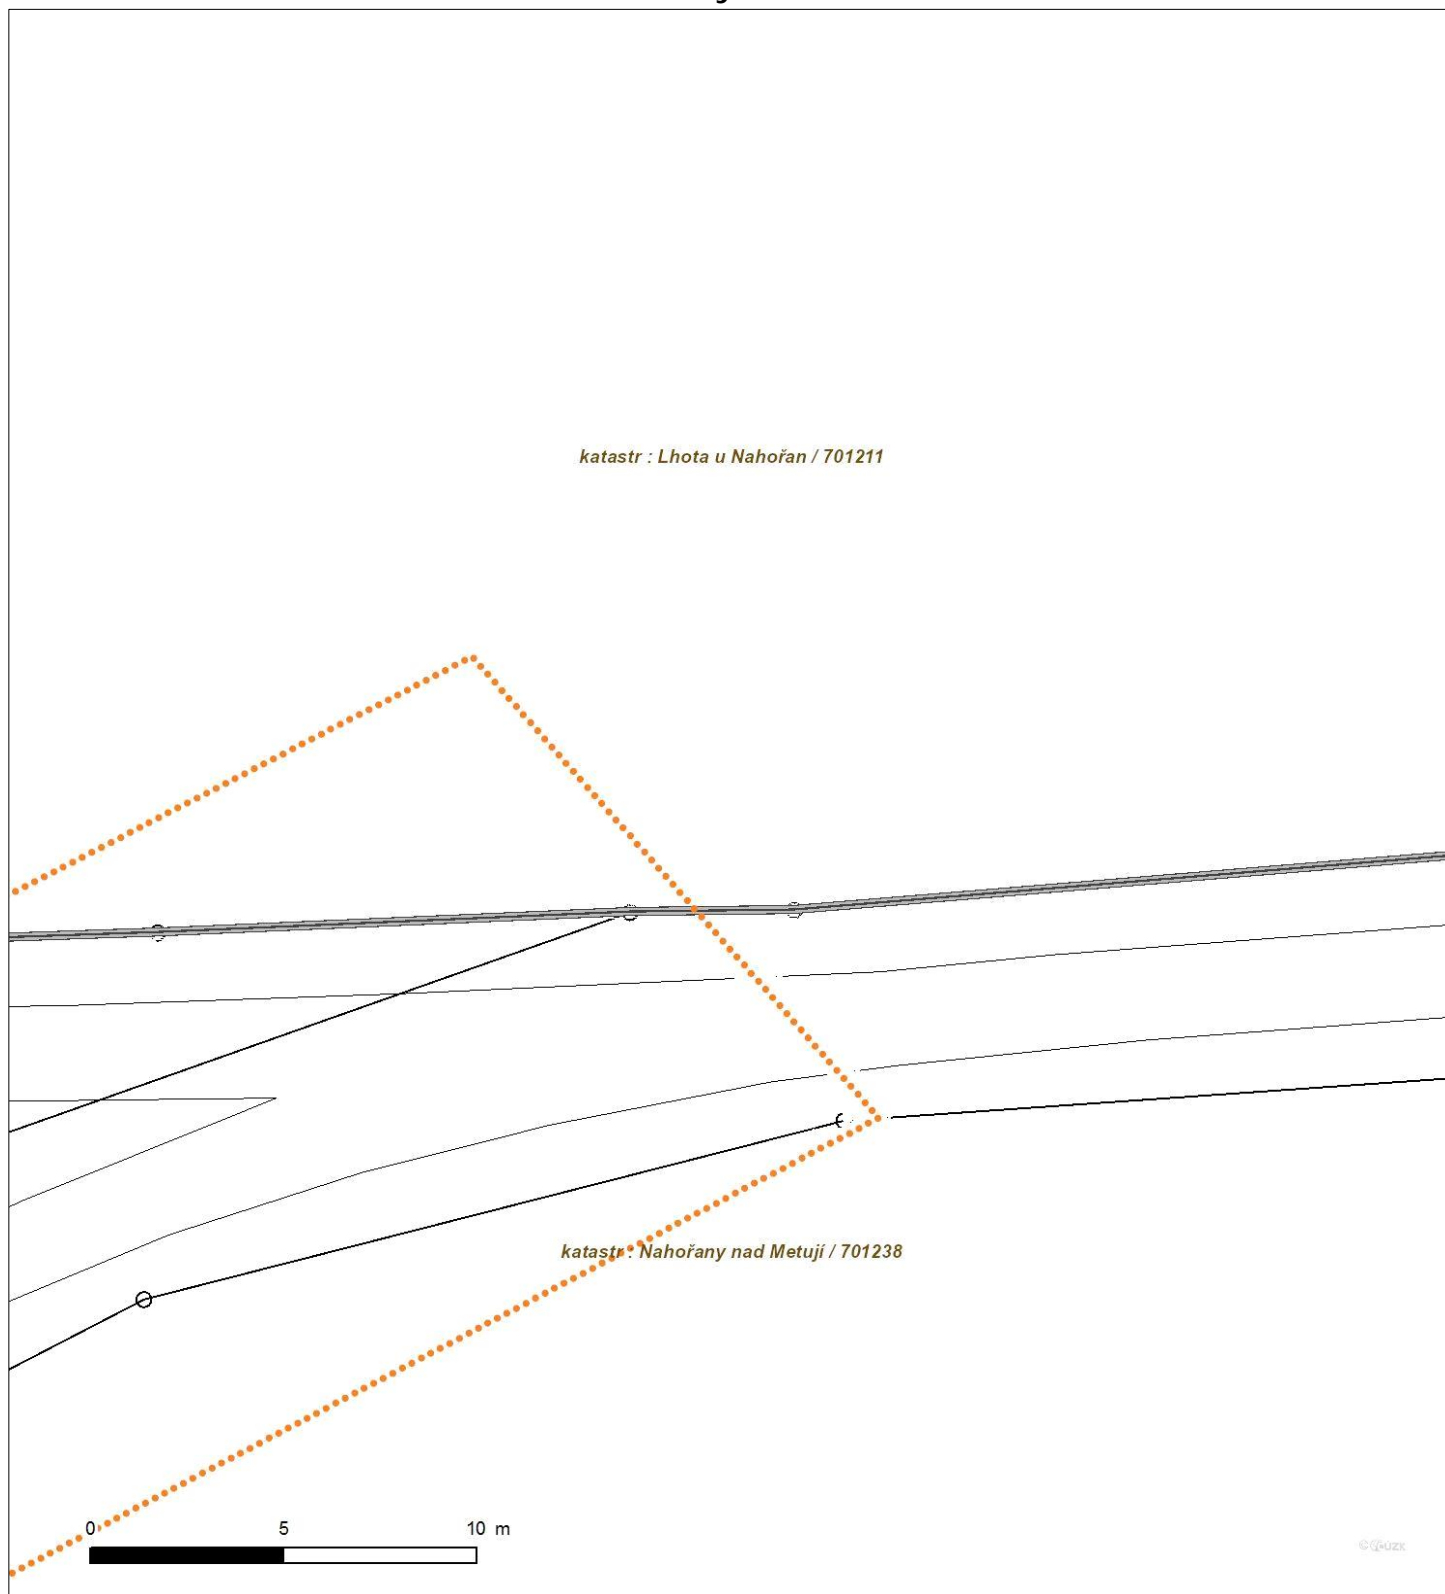 katastr : Lhota u Nahořan / 701211
katastr : Nahořany nad Metují / 701238
0 5 10 m